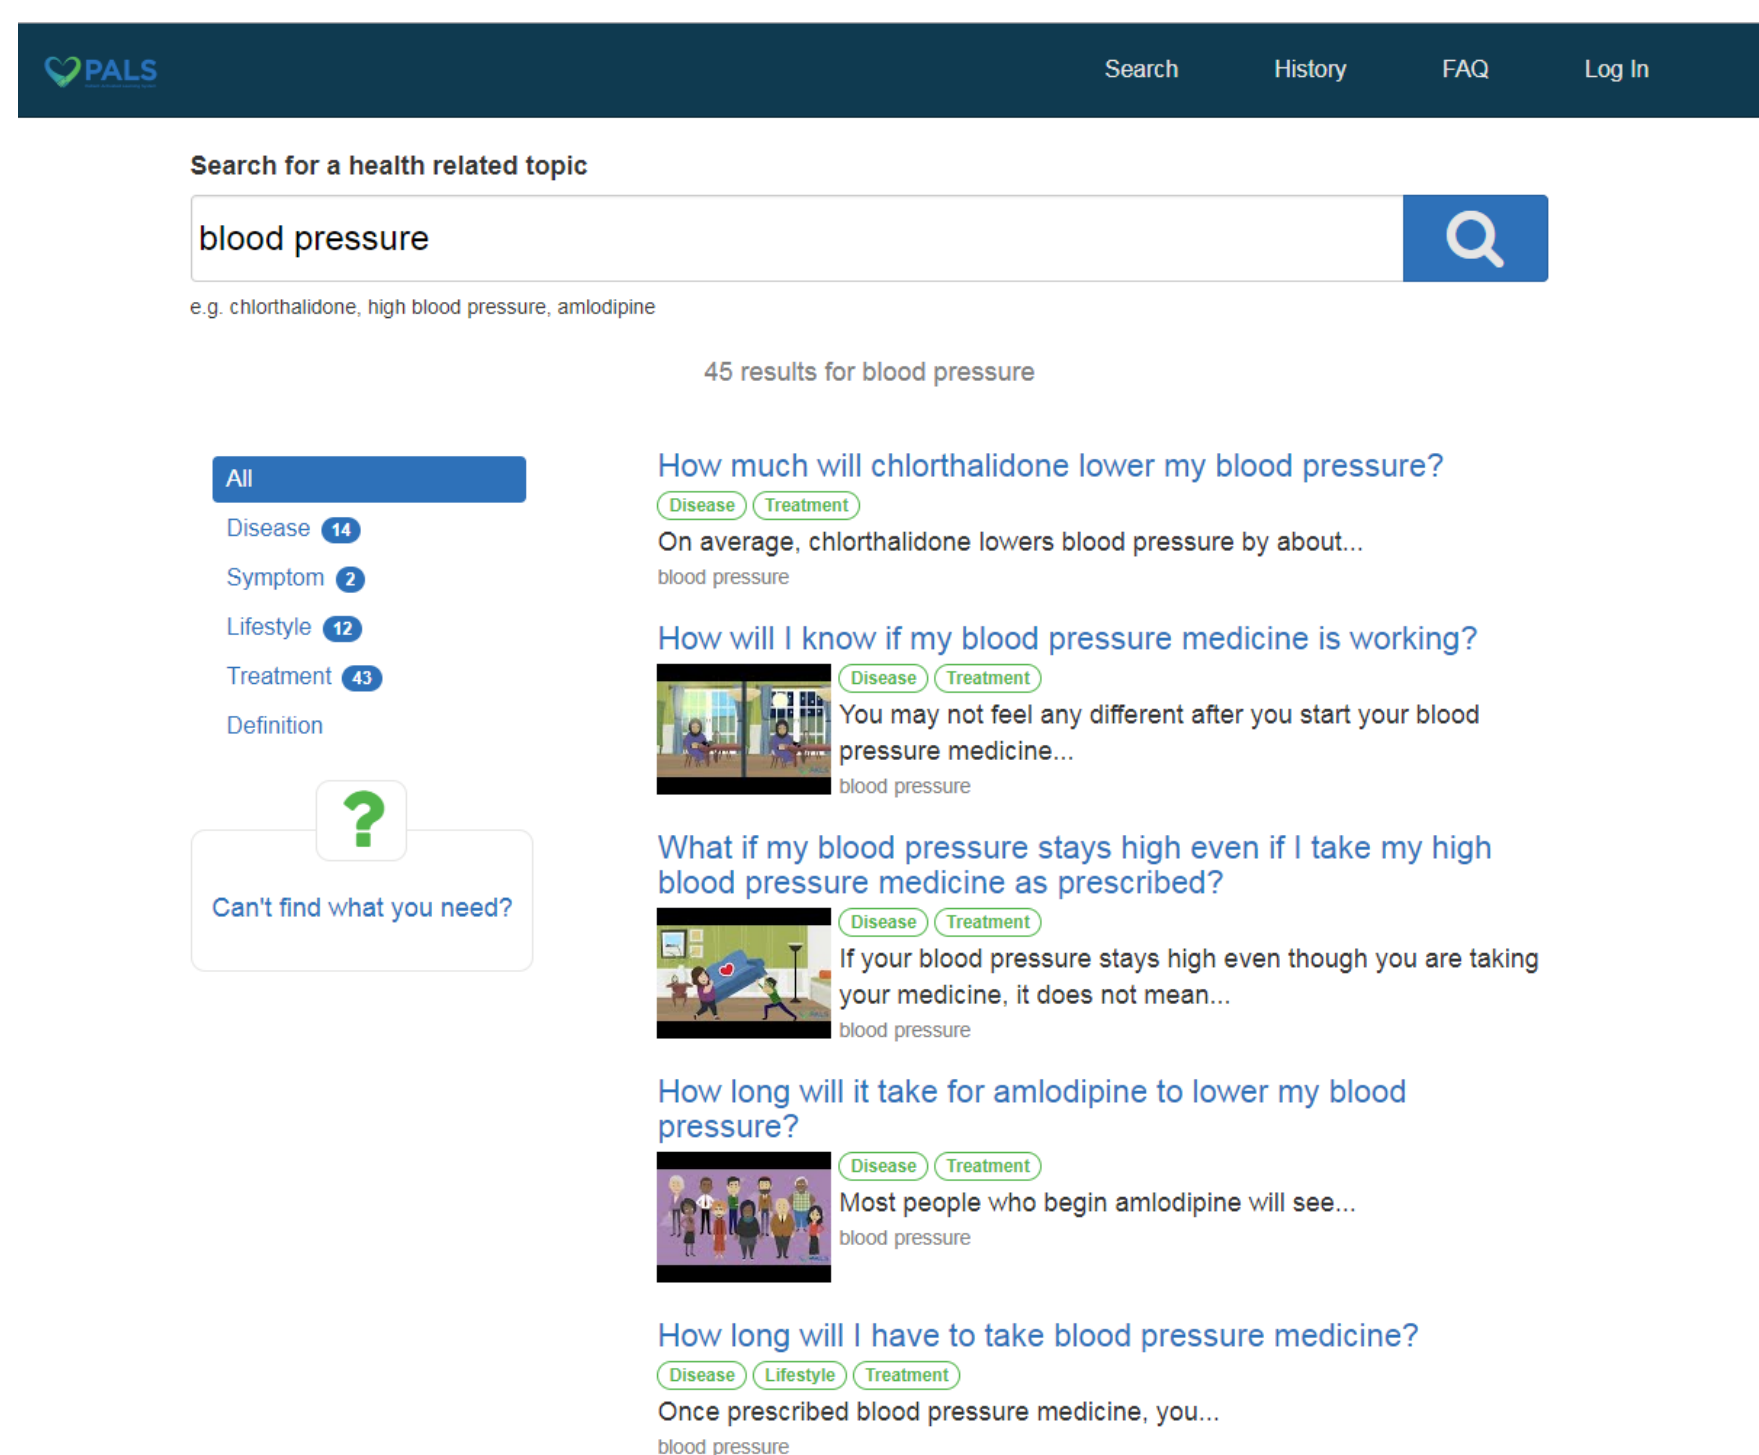 PALS
Search
History
FAQ
Log In
Search for a health related topic
blood pressure
e.g. chlorthalidone, high blood pressure, amlodipine
45 results for blood pressure
All
Disease 14
Symptom 2
Lifestyle 12
Treatment 43
Definition
?
Can't find what you need?
How much will chlorthalidone lower my blood pressure?
Disease Treatment
On average, chlorthalidone lowers blood pressure by about...
blood pressure
How will I know if my blood pressure medicine is working?
Disease Treatment
You may not feel any different after you start your blood
pressure medicine...
PALS
blood pressure
What if my blood pressure stays high even if I take my high
blood pressure medicine as prescribed?
Disease Treatment
If your blood pressure stays high even though you are taking
your medicine, it does not mean...
PALS
blood pressure
How long will it take for amlodipine to lower my blood
pressure?
Disease Treatment
Most people who begin amlodipine will see...
blood pressure
PALS
How long will I have to take blood pressure medicine?
Disease Lifestyle Treatment
Once prescribed blood pressure medicine, you...
blood pressure